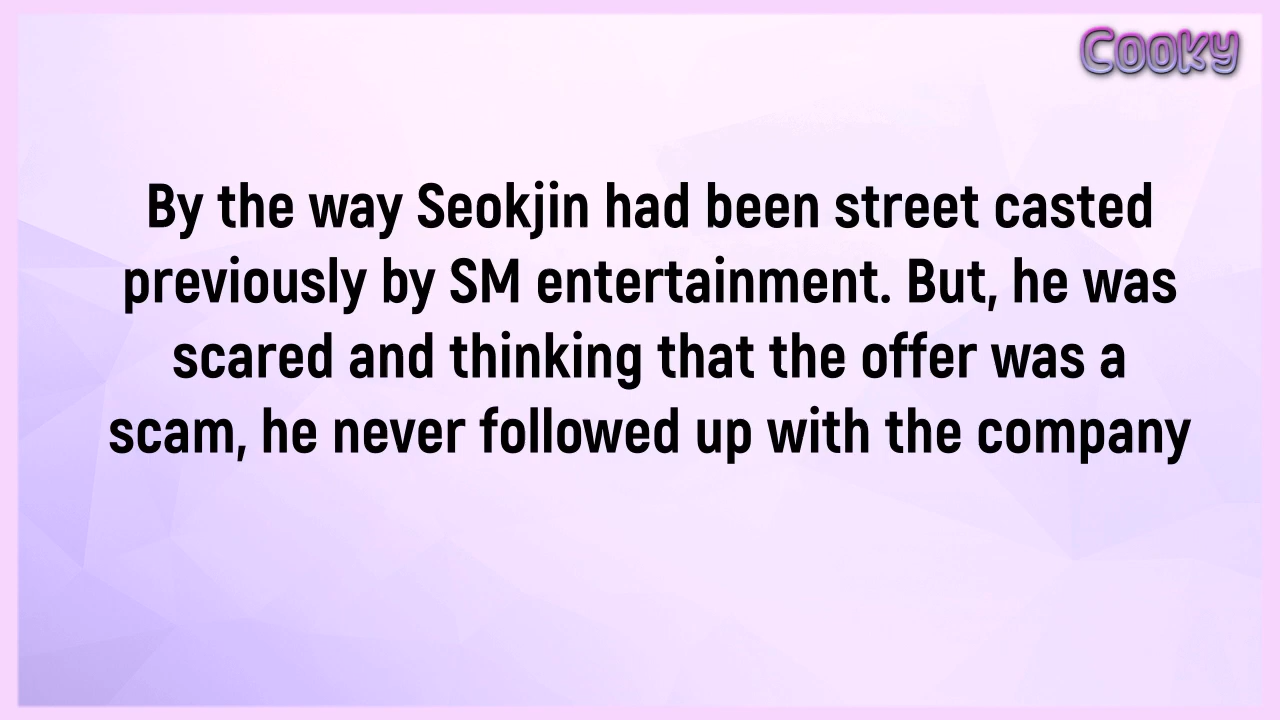 Cooky
By the way Seokjin had been street casted
previously by SM entertainment. But, he was
scared and thinking that the offer was a
scam, he never followed up with the company